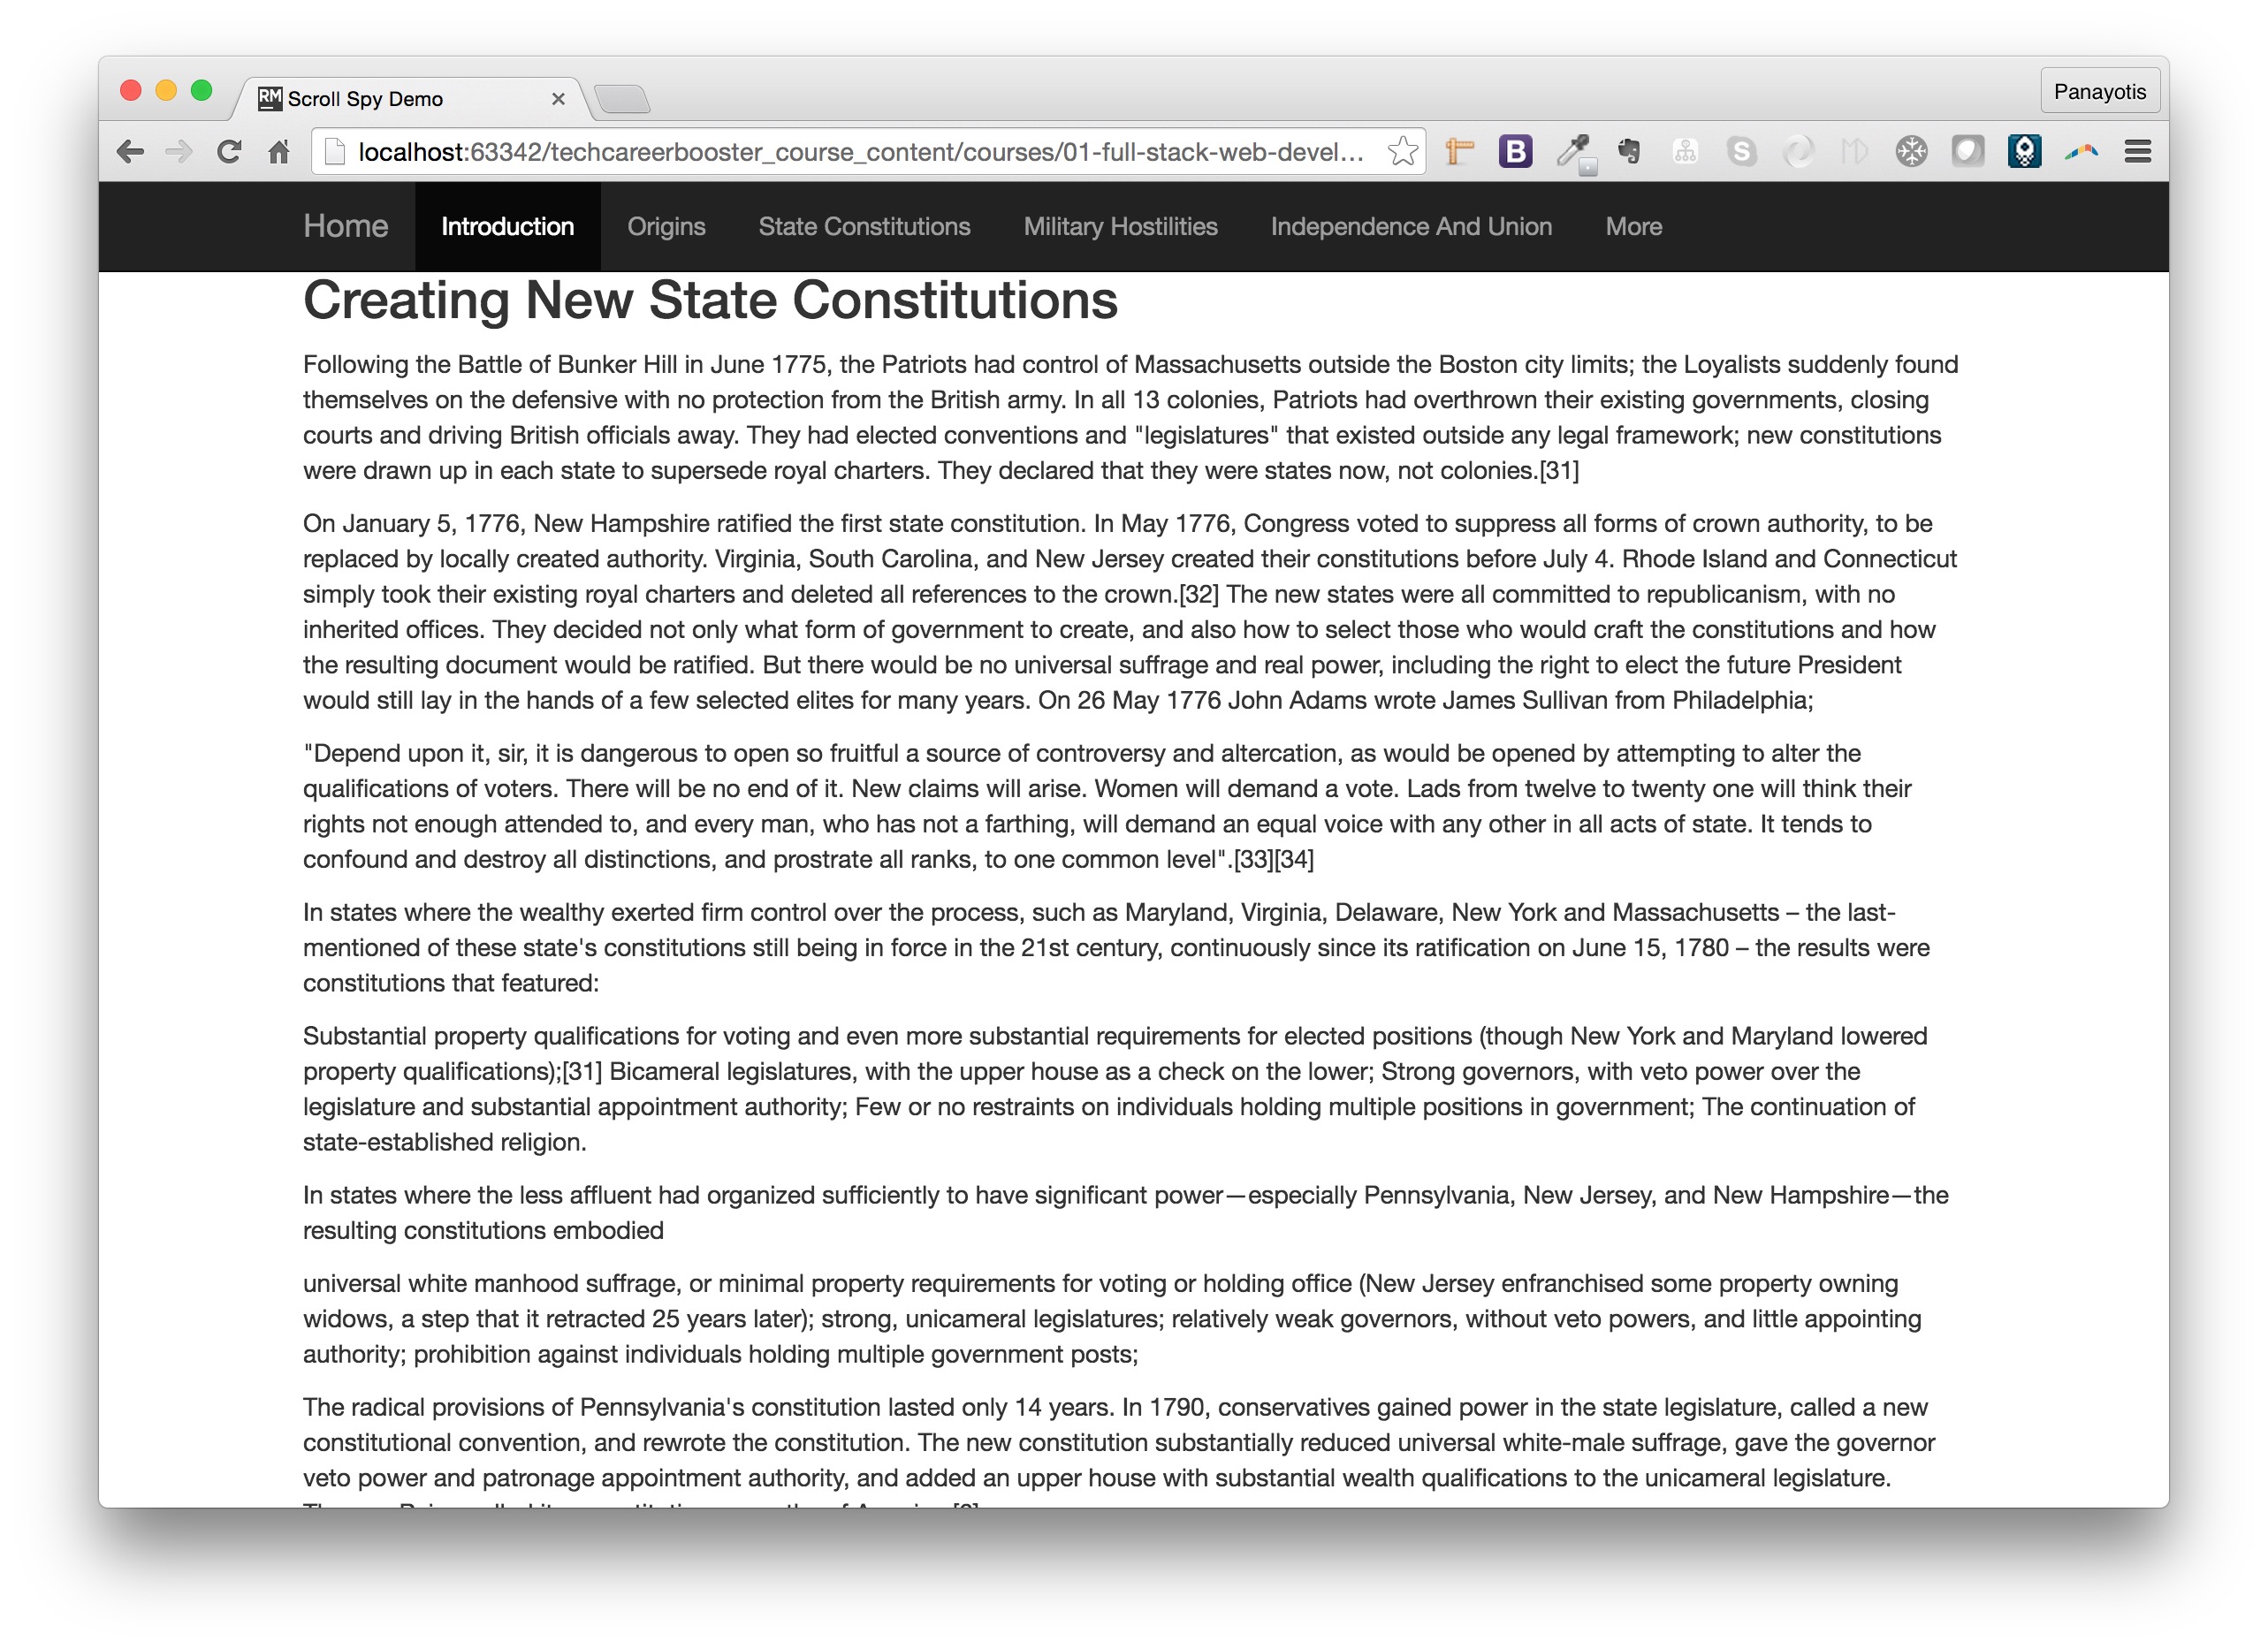 RM Scroll Spy Demo
Panayotis
localhost:63342/techcareerbooster_course_content/courses/01-full-stack-web-devel...
B
S
Home Introduction Origins State Constitutions Military Hostilities Independence And Union More
Creating New State Constitutions
Following the Battle of Bunker Hill in June 1775, the Patriots had control of Massachusetts outside the Boston city limits; the Loyalists suddenly found
themselves on the defensive with no protection from the British army. In all 13 colonies, Patriots had overthrown their existing governments, closing
courts and driving British officials away. They had elected conventions and "legislatures" that existed outside any legal framework; new constitutions
were drawn up in each state to supersede royal charters. They declared that they were states now, not colonies.[31]
On January 5, 1776, New Hampshire ratified the first state constitution. In May 1776, Congress voted to suppress all forms of crown authority, to be
replaced by locally created authority. Virginia, South Carolina, and New Jersey created their constitutions before July 4. Rhode Island and Connecticut
simply took their existing royal charters and deleted all references to the crown.[32] The new states were all committed to republicanism, with no
inherited offices. They decided not only what form of government to create, and also how to select those who would craft the constitutions and how
the resulting document would be ratified. But there would be no universal suffrage and real power, including the right to elect the future President
would still lay in the hands of a few selected elites for many years. On 26 May 1776 John Adams wrote James Sullivan from Philadelphia;
"Depend upon it, sir, it is dangerous to open so fruitful a source of controversy and altercation, as would be opened by attempting to alter the
qualifications of voters. There will be no end of it. New claims will arise. Women will demand a vote. Lads from twelve to twenty one will think their
rights not enough attended to, and every man, who has not a farthing, will demand an equal voice with any other in all acts of state. It tends to
confound and destroy all distinctions, and prostrate all ranks, to one common level".[33][34]
In states where the wealthy exerted firm control over the process, such as Maryland, Virginia, Delaware, New York and Massachusetts – the last-
mentioned of these state's constitutions still being in force in the 21st century, continuously since its ratification on June 15, 1780 – the results were
constitutions that featured:
Substantial property qualifications for voting and even more substantial requirements for elected positions (though New York and Maryland lowered
property qualifications);[31] Bicameral legislatures, with the upper house as a check on the lower; Strong governors, with veto power over the
legislature and substantial appointment authority; Few or no restraints on individuals holding multiple positions in government; The continuation of
state-established religion.
In states where the less affluent had organized sufficiently to have significant power—especially Pennsylvania, New Jersey, and New Hampshire—the
resulting constitutions embodied
universal white manhood suffrage, or minimal property requirements for voting or holding office (New Jersey enfranchised some property owning
widows, a step that it retracted 25 years later); strong, unicameral legislatures; relatively weak governors, without veto powers, and little appointing
authority; prohibition against individuals holding multiple government posts;
The radical provisions of Pennsylvania's constitution lasted only 14 years. In 1790, conservatives gained power in the state legislature, called a new
constitutional convention, and rewrote the constitution. The new constitution substantially reduced universal white-male suffrage, gave the governor
veto power and patronage appointment authority, and added an upper house with substantial wealth qualifications to the unicameral legislature.